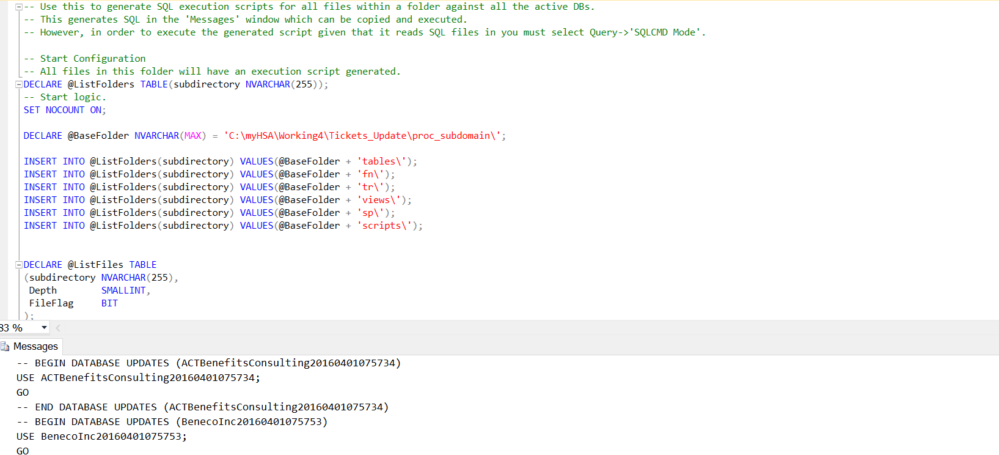 -- Use this to generate SQL execution scripts for all files within a folder against all the active DBs.
-- This generates SQL in the 'Messages' window which can be copied and executed.
-- However, in order to execute the generated script given that it reads SQL files in you must select Query->'SQLCMD Mode'.
-- Start Configuration
-- All files in this folder will have an execution script generated.
DECLARE @ListFolders TABLE(subdirectory NVARCHAR(255));
-- Start logic.
SET NOCOUNT ON;
DECLARE @BaseFolder NVARCHAR(MAX) = 'C:\myHSA\Working4\Tickets_Update\proc_subdomain\';
INSERT INTO @ListFolders(subdirectory) VALUES(@BaseFolder + 'tables\');
INSERT INTO @ListFolders(subdirectory) VALUES(@BaseFolder + 'fn\');
INSERT INTO @ListFolders(subdirectory) VALUES(@BaseFolder + 'tr\');
INSERT INTO @ListFolders(subdirectory) VALUES(@BaseFolder + 'views\');
INSERT INTO @ListFolders(subdirectory) VALUES(@BaseFolder + 'sp\');
INSERT INTO @ListFolders(subdirectory) VALUES(@BaseFolder + 'scripts\');
DECLARE @ListFiles TABLE
(subdirectory NVARCHAR(255),
Depth SMALLINT,
FileFlag BIT
);
83 %
Messages
-- BEGIN DATABASE UPDATES (ACTBenefitsConsulting20160401075734)
USE ACTBenefitsConsulting20160401075734;
GO
-- END DATABASE UPDATES (ACTBenefitsConsulting20160401075734)
-- BEGIN DATABASE UPDATES (BenecoInc20160401075753)
USE BenecoInc20160401075753;
GO